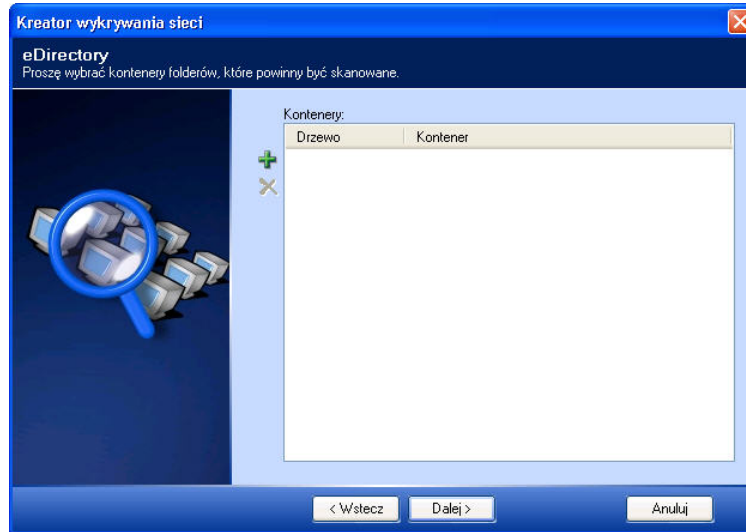 Kreator wykrywania sieci
eDirectory
Proszę wybrać kontenery folderów, które powinny być skanowane.
Kontenery:
Drzewo Kontener
< Wstecz Dalej > Anuluj